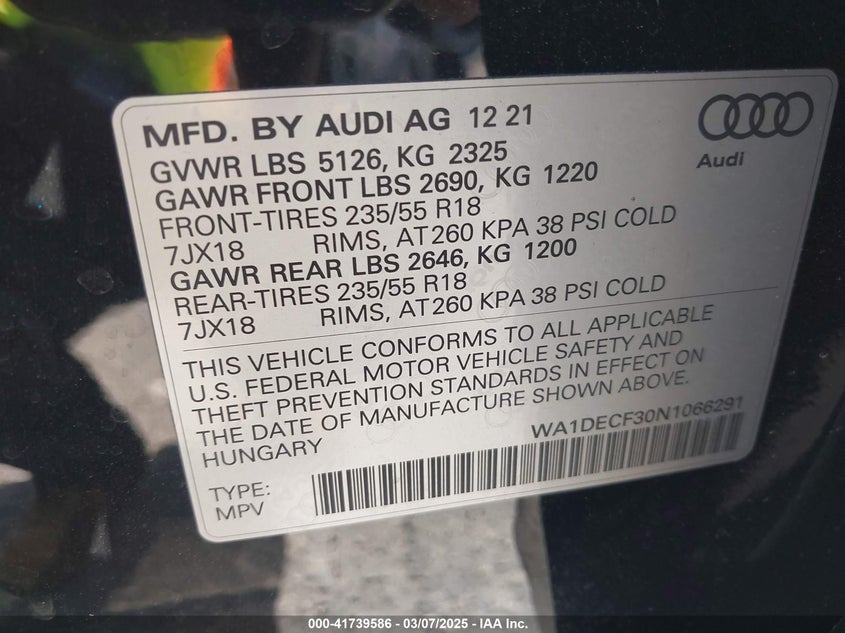 MFD. BY AUDI AG 12 21
Audi
GVWR LBS 5126, KG 2325
GAWR FRONT LBS 2690, KG 1220
FRONT-TIRES 235/55 R18
7JX18 RIMS, AT260 KPA 38 PSI COLD
GAWR REAR LBS 2646, KG 1200
REAR-TIRES 235/55 R18
7JX18 RIMS, AT260 KPA 38 PSI COLD
THIS VEHICLE CONFORMS TO ALL APPLICABLE
U.S. FEDERAL MOTOR VEHICLE SAFETY AND
THEFT PREVENTION STANDARDS IN EFFECT ON
THE DATE OF MANUFACTURE SHOWN ABOVE.
HUNGARY
WA1DECF30N1066291
TYPE:
MPV
000-41739586 — 03/07/2025 — IAA Inc.